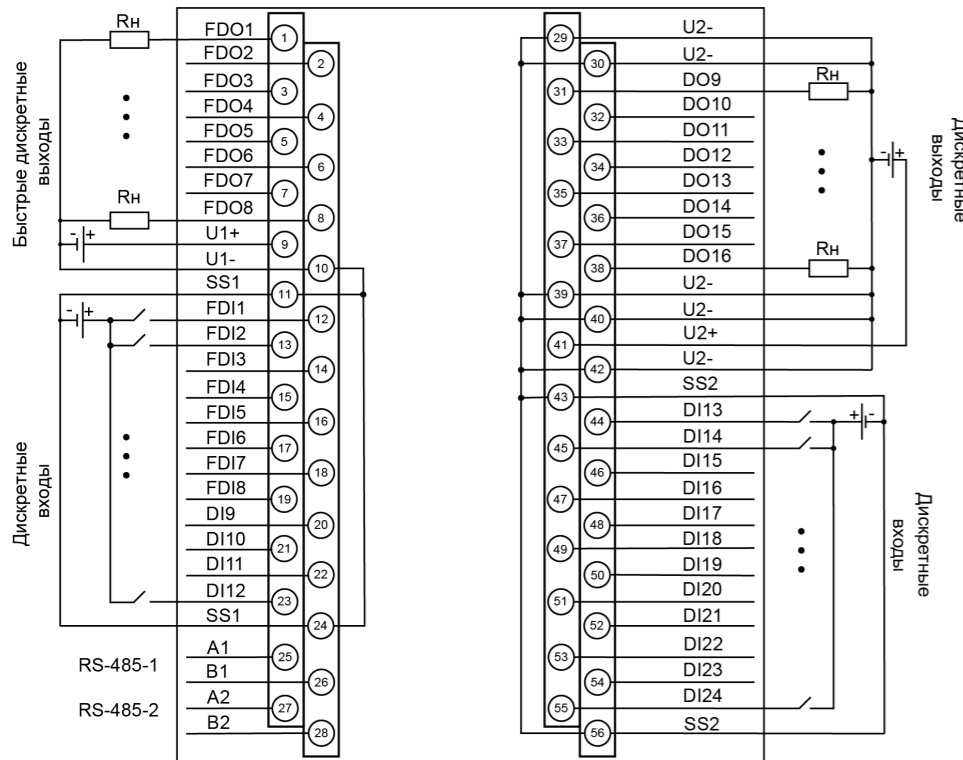 Быстрые дискретные
выходы
Rн
FDO1
1
FDO2
2
FDO3
3
FDO4
4
FDO5
5
FDO6
6
FDO7
7
Rн
FDO8
8
- +
U1+
9
U1-
10
SS1
11
- +
FDI1
12
FDI2
13
FDI3
14
FDI4
15
FDI5
16
FDI6
17
FDI7
18
FDI8
19
DI9
20
DI10
21
DI11
22
DI12
23
SS1
24
Дискретные
входы
RS-485-1
A1
25
B1
26
RS-485-2
A2
27
B2
28
29
U2-
30
U2-
31
DO9
Rн
32
DO10
33
DO11
34
DO12
35
DO13
36
DO14
37
DO15
38
DO16
Rн
39
U2-
40
U2-
41
U2+
42
U2-
- +
Дискретные
выходы
43
SS2
44
DI13
+ -
45
DI14
46
DI15
47
DI16
48
DI17
49
DI18
50
DI19
51
DI20
52
DI21
53
DI22
54
DI23
55
DI24
56
SS2
Дискретные
входы